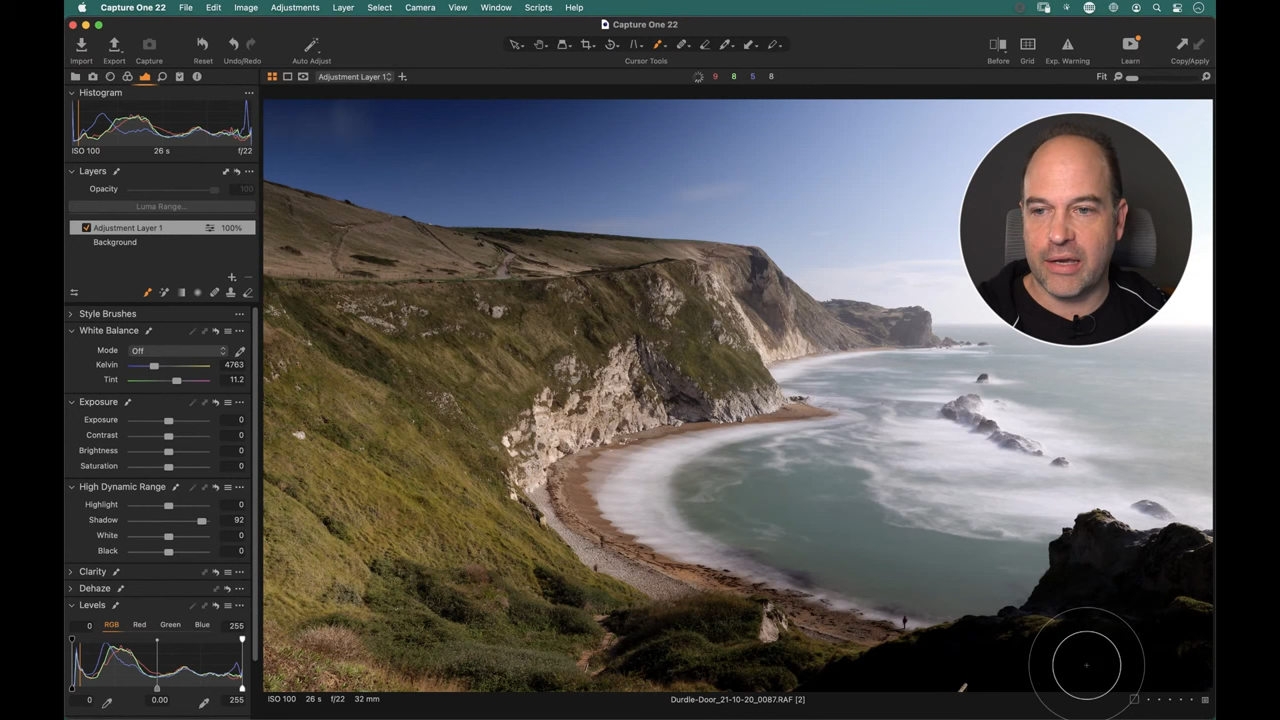 Capture One 22 File Edit Image Adjustments Layer Select Camera View Window Scripts Help
Capture One 22
Import Export Capture Reset Undo/Redo Auto Adjust Cursor Tools Before Grid Exp. Warning Learn Copy/Apply
Adjustment Layer 1 9 8 5 8 Fit
Histogram
ISO 100 26 s f/22
Layers
Opacity 100
Luma Range...
Adjustment Layer 1 100%
Background
Style Brushes
White Balance
Mode Off
Kelvin 4763
Tint 11.2
Exposure
Exposure 0
Contrast 0
Brightness 0
Saturation 0
High Dynamic Range
Highlight 0
Shadow 92
White 0
Black 0
Clarity
Dehaze
Levels
0 RGB Red Green Blue 255
0 0.00 255
ISO 100 26 s f/22 32 mm Durdle-Door_21-10-20_0087.RAF [2]